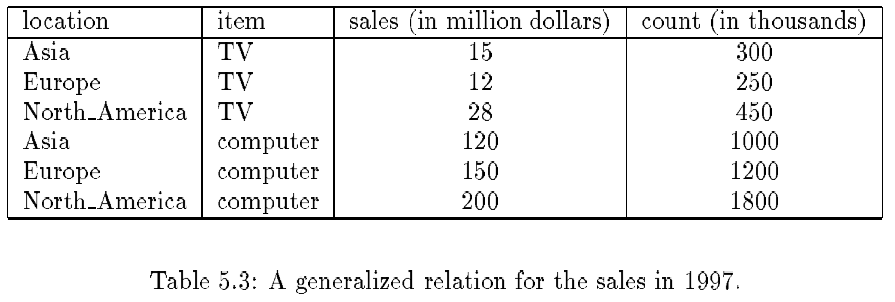 location item sales (in million dollars) count (in thousands)
Asia TV 15 300
Europe TV 12 250
North_America TV 28 450
Asia computer 120 1000
Europe computer 150 1200
North_America computer 200 1800
Table 5.3: A generalized relation for the sales in 1997.